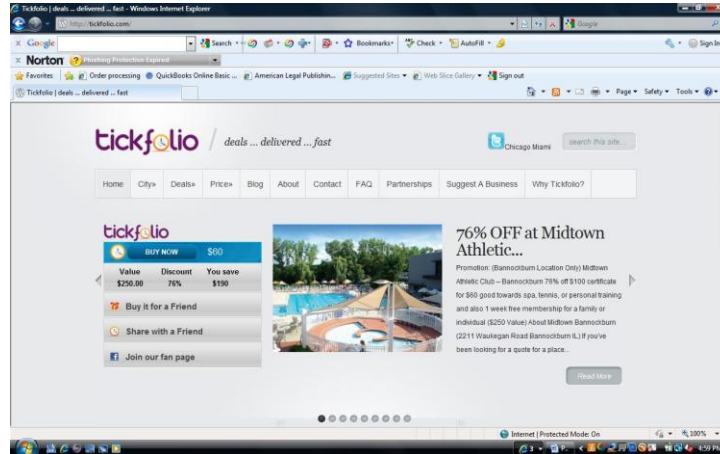 Tickfolio | deals ... delivered ... fast - Windows Internet Explorer
http://tickfolio.com/
Google
x Google Search Bookmarks Check AutoFill Sign In
x Norton Phishing Protection Expired
Favorites Order processing QuickBooks Online Basic ... American Legal Publishin... Suggested Sites Web Slice Gallery Sign out
Tickfolio | deals ... delivered ... fast
Page Safety Tools
tickfolio / deals ... delivered ... fast
Chicago Miami
search this site...
Home City» Deals» Price» Blog About Contact FAQ Partnerships Suggest A Business Why Tickfolio?
tickfolio
BUY NOW $60
Value Discount You save
$250.00 76% $190
Buy it for a Friend
Share with a Friend
Join our fan page
76% OFF at Midtown
Athletic...
Promotion: (Bannockburn Location Only) Midtown
Athletic Club – Bannockburn 76% off $100 certificate
for $60 good towards spa, tennis, or personal training
and also 1 week free membership for a family or
individual ($250 Value) About Midtown Bannockburn
(2211 Waukegan Road Bannockburn IL) If you've
been looking for a quote for a place...
Read More
Internet | Protected Mode: On
100%
4:59 PM